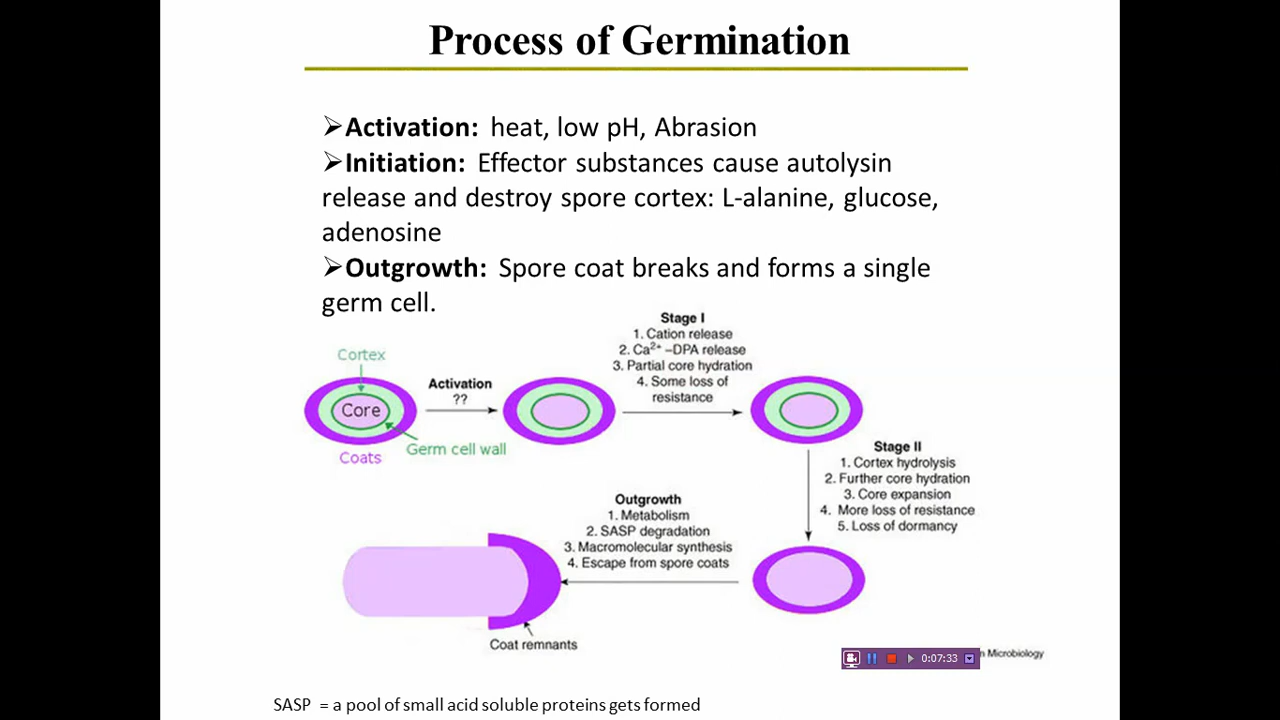 Process of Germination
➢Activation: heat, low pH, Abrasion
➢Initiation: Effector substances cause autolysin
release and destroy spore cortex: L-alanine, glucose,
adenosine
➢Outgrowth: Spore coat breaks and forms a single
germ cell.
Stage I
1. Cation release
2. Ca²⁺ –DPA release
3. Partial core hydration
4. Some loss of
resistance
Cortex
Activation
??
Core
Germ cell wall
Coats
Stage II
1. Cortex hydrolysis
2. Further core hydration
3. Core expansion
4. More loss of resistance
5. Loss of dormancy
Outgrowth
1. Metabolism
2. SASP degradation
3. Macromolecular synthesis
4. Escape from spore coats
Coat remnants
0:07:33
Microbiology
SASP = a pool of small acid soluble proteins gets formed